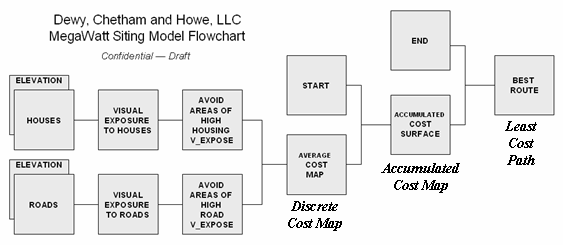 Dewy, Chetham and Howe, LLC
MegaWatt Siting Model Flowchart
Confidential — Draft
ELEVATION
HOUSES
VISUAL
EXPOSURE
TO HOUSES
AVOID
AREAS OF
HIGH
HOUSING
V_EXPOSE
ELEVATION
ROADS
VISUAL
EXPOSURE
TO ROADS
AVOID
AREAS OF
HIGH
ROAD
V_EXPOSE
START
AVERAGE
COST
MAP
Discrete
Cost Map
END
ACCUMULATED
COST
SURFACE
Accumulated
Cost Map
BEST
ROUTE
Least
Cost
Path